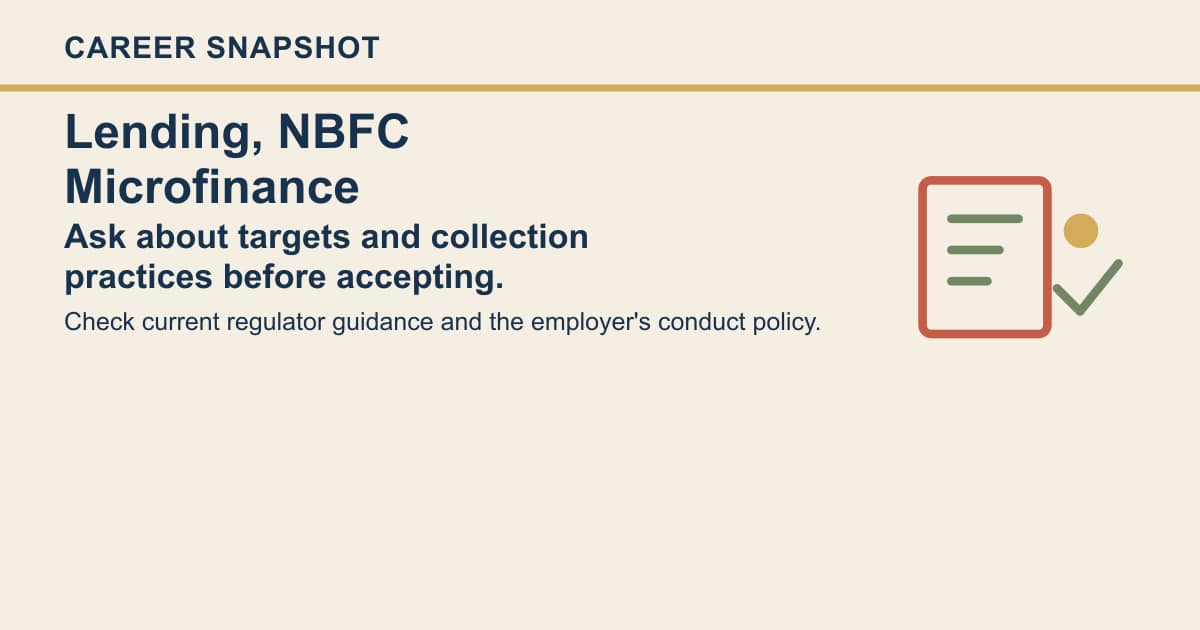 CAREER SNAPSHOT
Lending, NBFC
Microfinance
Ask about targets and collection
practices before accepting.
Check current regulator guidance and the employer's conduct policy.